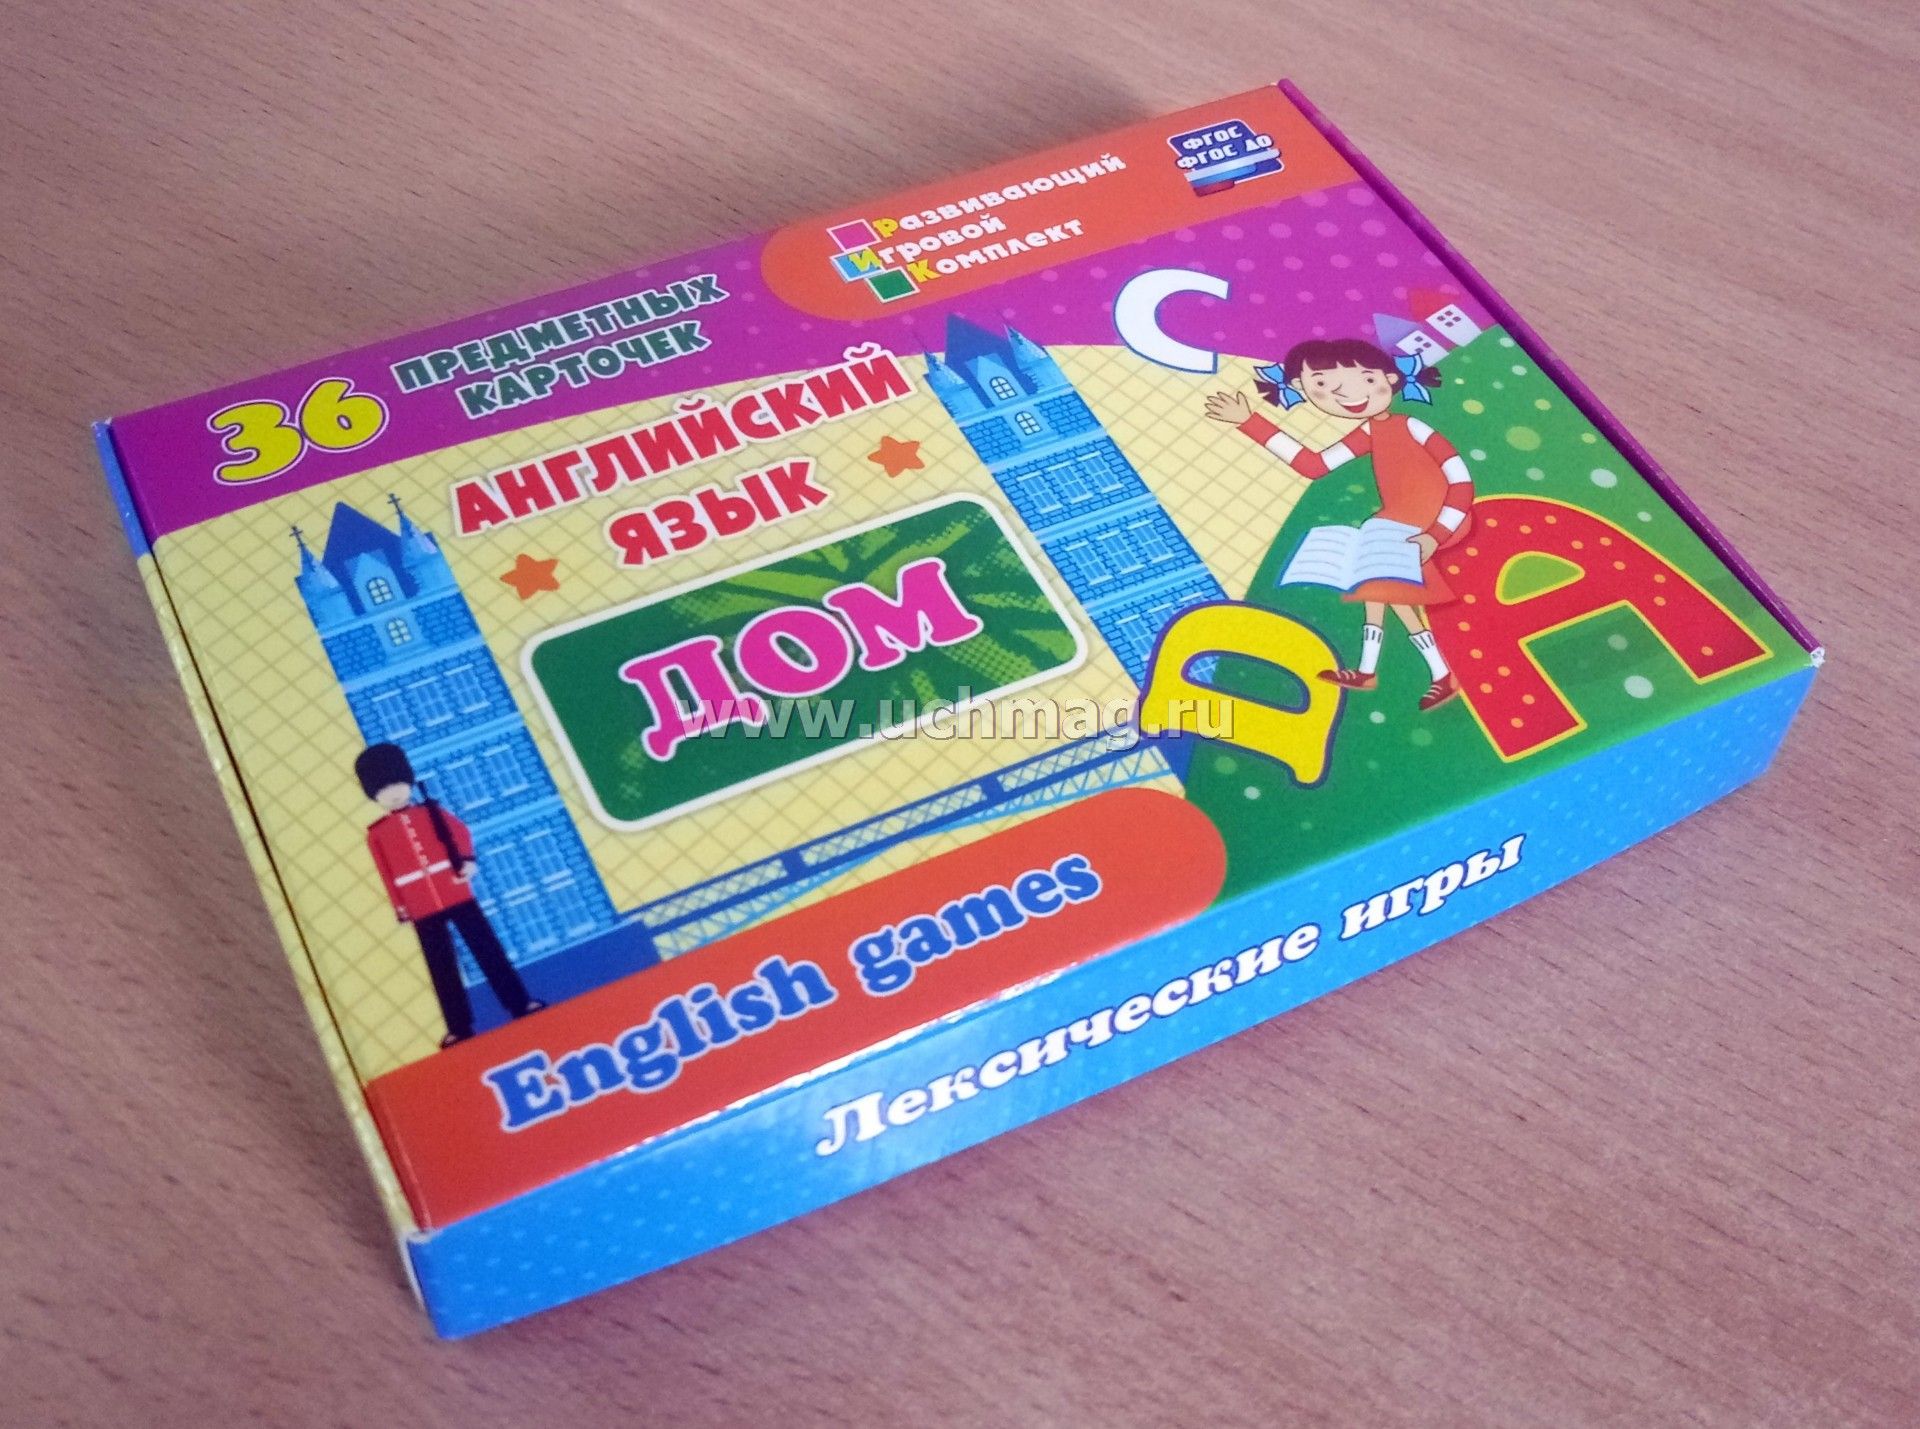 36 ПРЕДМЕТНЫХ
КАРТОЧЕК
Развивающий
Игровой
Комплект
ФГОС
ФГОС ДО
АНГЛИЙСКИЙ
ЯЗЫК
ДОМ
C
D
A
www.uchmag.ru
English games
Лексические игры